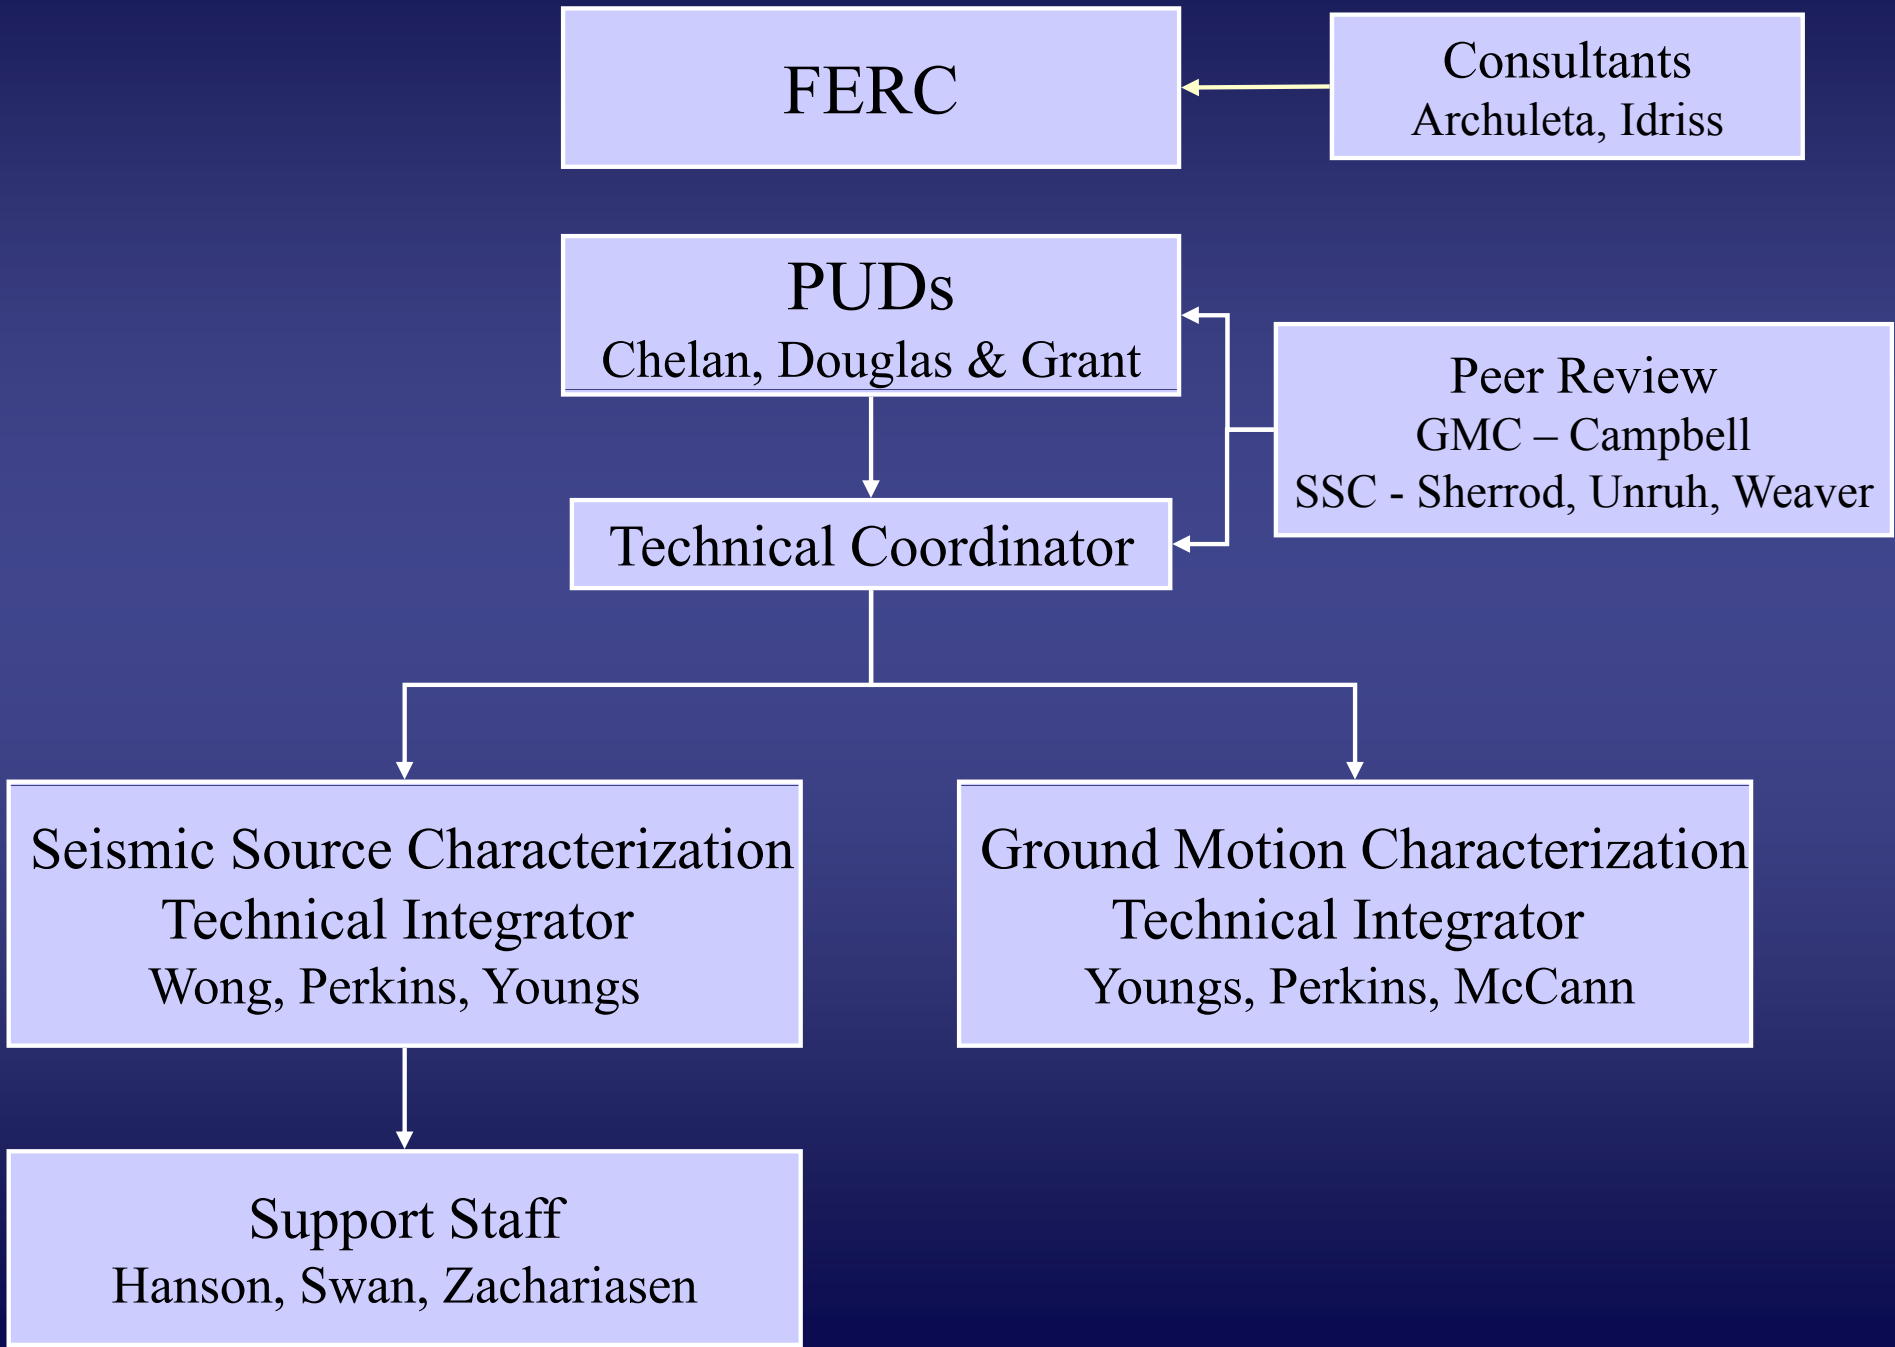 FERC
Consultants
Archuleta, Idriss
PUDs
Chelan, Douglas & Grant
Peer Review
GMC – Campbell
SSC - Sherrod, Unruh, Weaver
Technical Coordinator
Seismic Source Characterization
Technical Integrator
Wong, Perkins, Youngs
Ground Motion Characterization
Technical Integrator
Youngs, Perkins, McCann
Support Staff
Hanson, Swan, Zachariasen